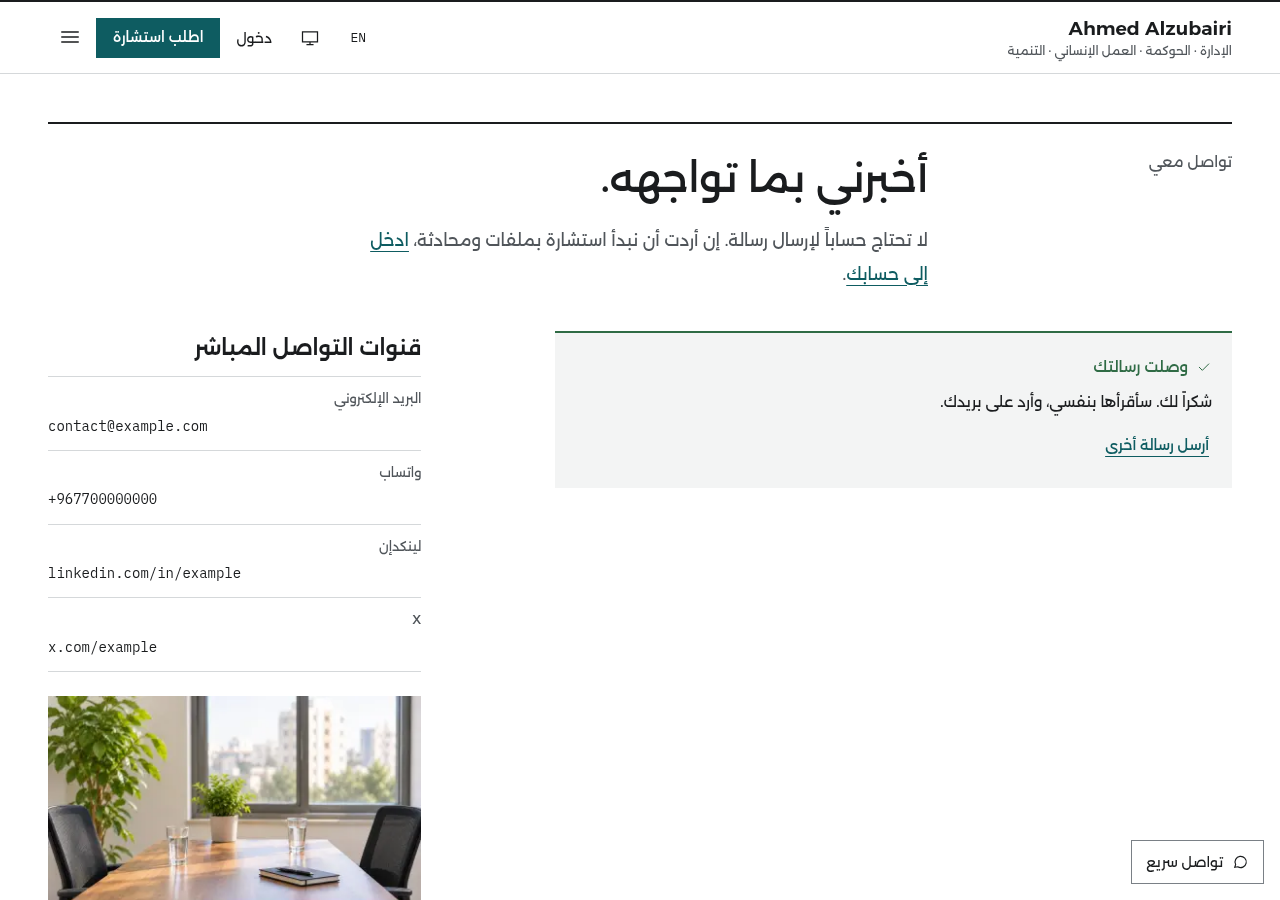 Ahmed Alzubairi
الإدارة · الحوكمة · العمل الإنساني · التنمية
EN
دخول
اطلب استشارة
تواصل معي
أخبرني بما تواجهه.
لا تحتاج حساباً لإرسال رسالة. إن أردت أن نبدأ استشارة بملفات ومحادثة، ادخل
إلى حسابك.
وصلت رسالتك
شكراً لك. سأقرأها بنفسي، وأرد على بريدك.
أرسل رسالة أخرى
قنوات التواصل المباشر
البريد الإلكتروني
contact@example.com
واتساب
+967700000000
لينكدإن
linkedin.com/in/example
X
x.com/example
تواصل سريع